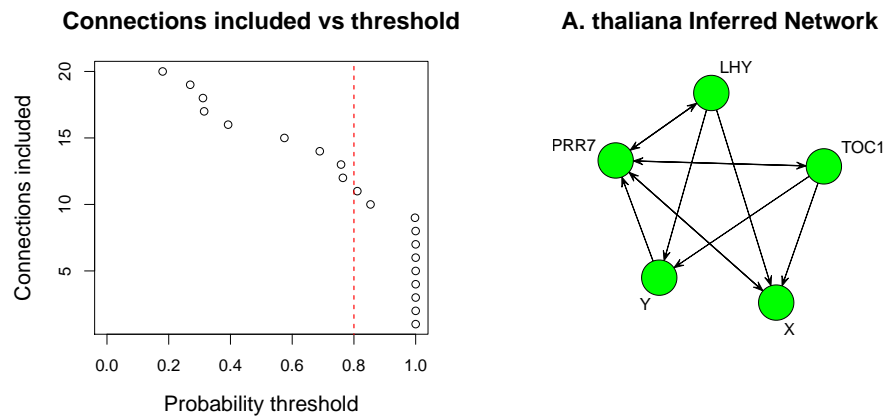 Connections included vs threshold
Connections included
20
15
10
5
0.0 0.2 0.4 0.6 0.8 1.0
Probability threshold
A. thaliana Inferred Network
LHY
PRR7
TOC1
Y
X